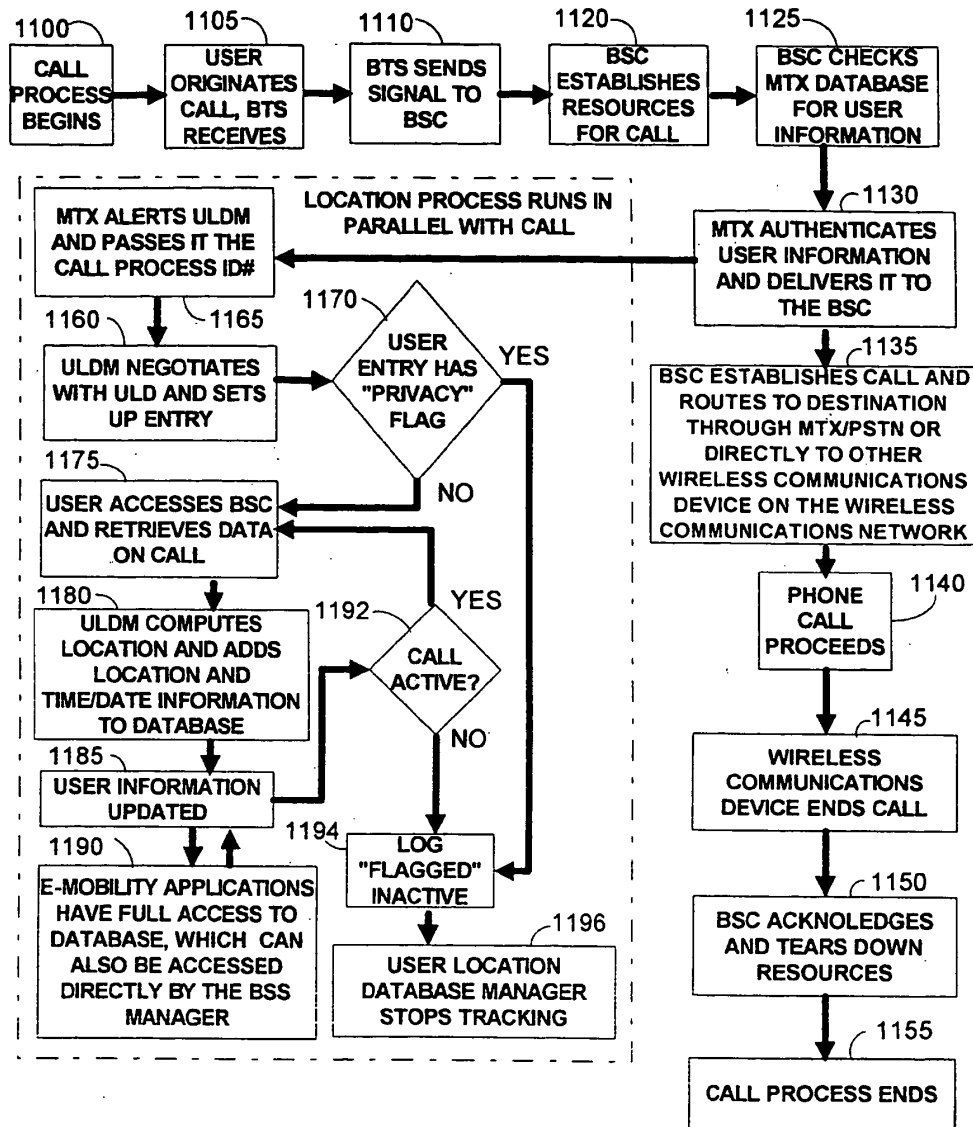 1100
CALL
PROCESS
BEGINS
1105
USER
ORIGINATES
CALL, BTS
RECEIVES
1110
BTS SENDS
SIGNAL TO
BSC
1120
BSC
ESTABLISHES
RESOURCES
FOR CALL
1125
BSC CHECKS
MTX DATABASE
FOR USER
INFORMATION
1130
MTX AUTHENTICATES
USER INFORMATION
AND DELIVERS IT TO
THE BSC
LOCATION PROCESS RUNS IN
PARALLEL WITH CALL
MTX ALERTS ULDM
AND PASSES IT THE
CALL PROCESS ID#
1165
1160
ULDM NEGOTIATES
WITH ULD AND SETS
UP ENTRY
1170
USER
ENTRY HAS
"PRIVACY"
FLAG
YES
NO
1175
USER ACCESSES BSC
AND RETRIEVES DATA
ON CALL
1180
ULDM COMPUTES
LOCATION AND ADDS
LOCATION AND
TIME/DATE INFORMATION
TO DATABASE
1185
USER INFORMATION
UPDATED
1190
E-MOBILITY APPLICATIONS
HAVE FULL ACCESS TO
DATABASE, WHICH CAN
ALSO BE ACCESSED
DIRECTLY BY THE BSS
MANAGER
1192
YES
CALL
ACTIVE?
NO
1194
LOG
"FLAGGED"
INACTIVE
1196
USER LOCATION
DATABASE MANAGER
STOPS TRACKING
1135
BSC ESTABLISHES CALL AND
ROUTES TO DESTINATION
THROUGH MTX/PSTN OR
DIRECTLY TO OTHER
WIRELESS COMMUNICATIONS
DEVICE ON THE WIRELESS
COMMUNICATIONS NETWORK
1140
PHONE
CALL
PROCEEDS
1145
WIRELESS
COMMUNICATIONS
DEVICE ENDS CALL
1150
BSC ACKNOLEDGES
AND TEARS DOWN
RESOURCES
1155
CALL PROCESS ENDS